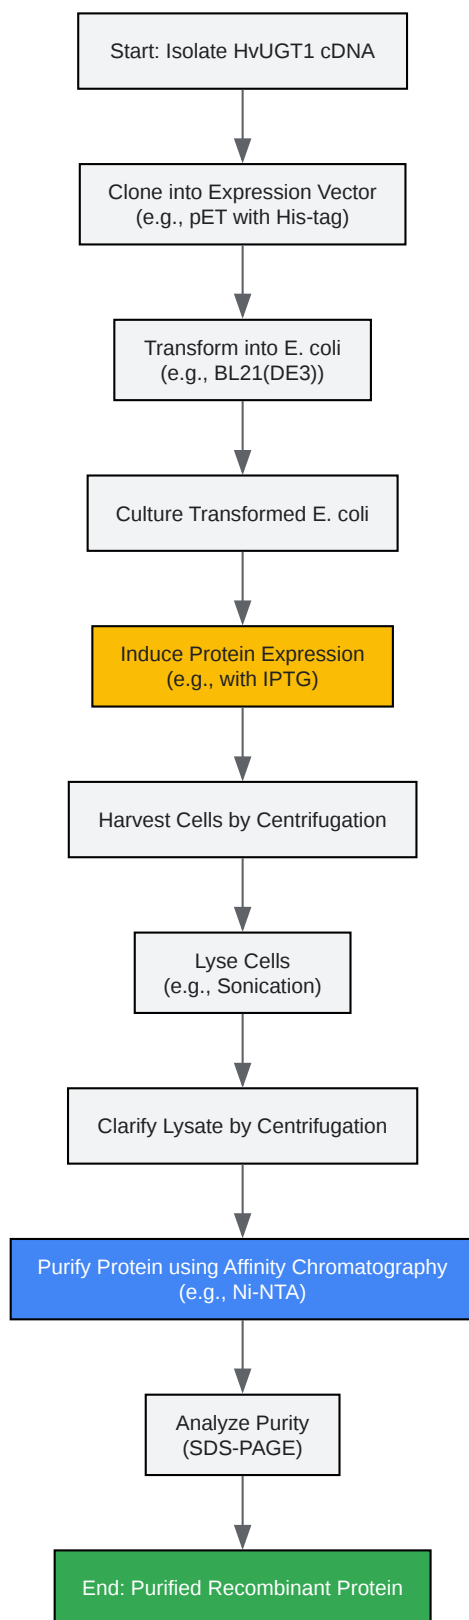 Start: Isolate HvUGT1 cDNA
Clone into Expression Vector
(e.g., pET with His-tag)
Transform into E. coli
(e.g., BL21(DE3))
Culture Transformed E. coli
Induce Protein Expression
(e.g., with IPTG)
Harvest Cells by Centrifugation
Lyse Cells
(e.g., Sonication)
Clarify Lysate by Centrifugation
Purify Protein using Affinity Chromatography
(e.g., Ni-NTA)
Analyze Purity
(SDS-PAGE)
End: Purified Recombinant Protein